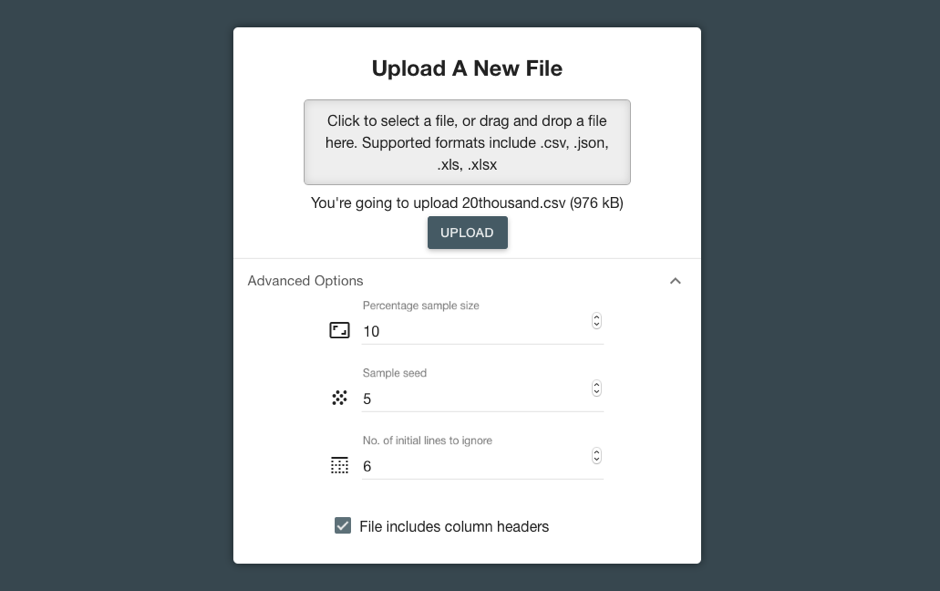 Upload A New File
Click to select a file, or drag and drop a file
here. Supported formats include .csv, .json,
.xls, .xlsx
You're going to upload 20thousand.csv (976 kB)
UPLOAD
Advanced Options
Percentage sample size
10
Sample seed
5
No. of initial lines to ignore
6
File includes column headers